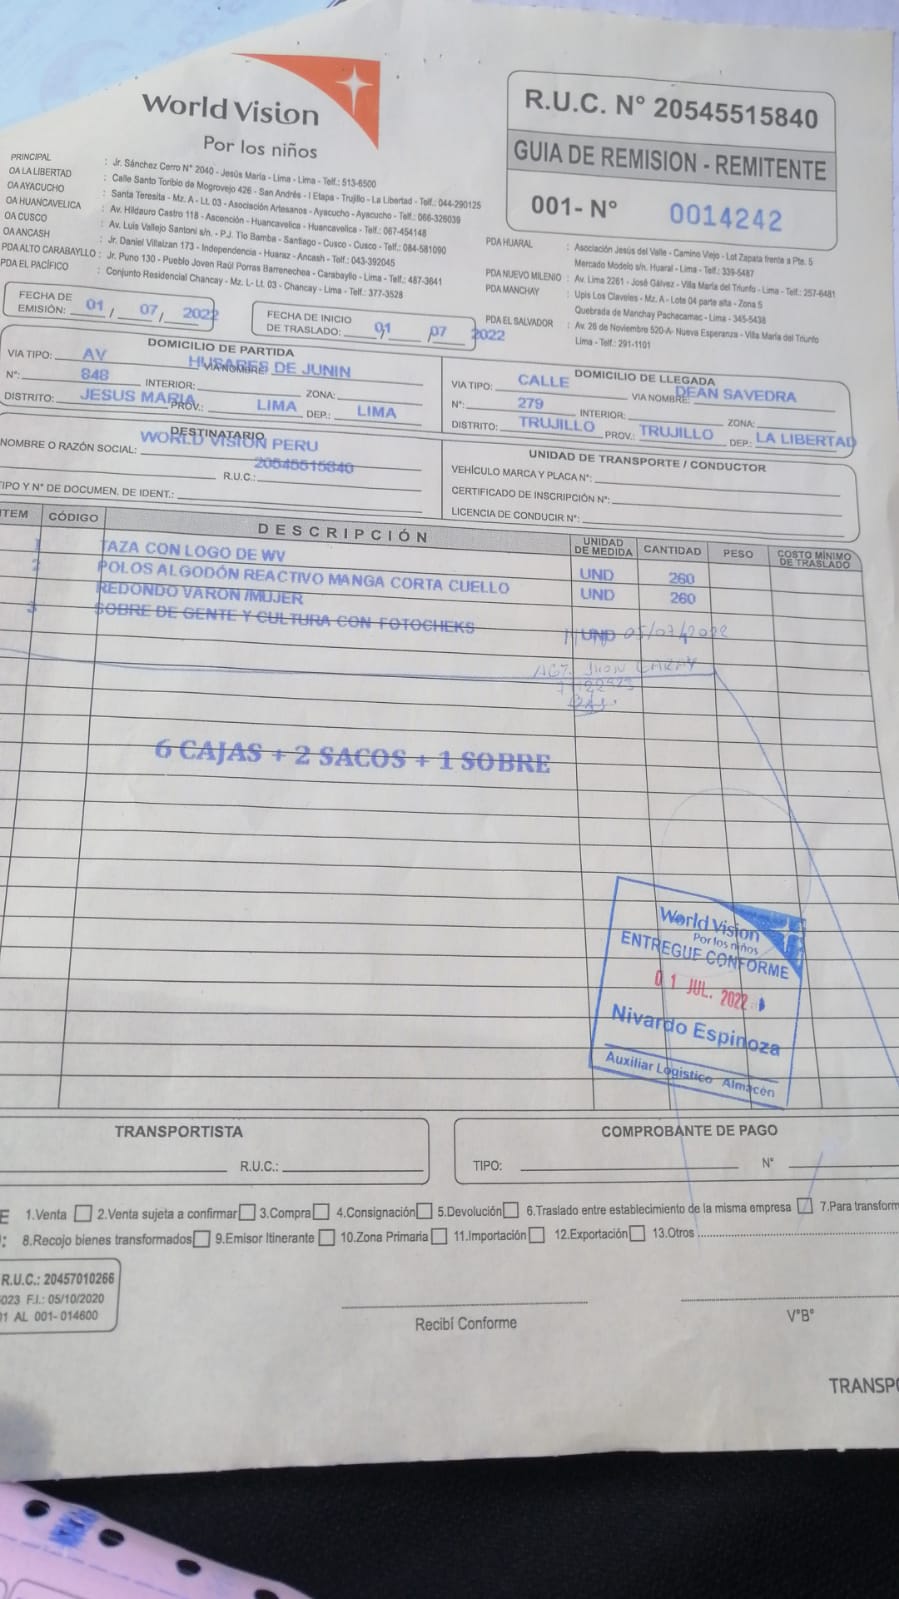 World Vision
Por los niños
R.U.C. N° 20545515840
GUIA DE REMISION - REMITENTE
001- N° 0014242
PRINCIPAL : Jr. Sánchez Cerro N° 2040 - Jesús María - Lima - Lima - Telf.: 513-6500
OA LA LIBERTAD : Calle Santo Toribio de Mogrovejo 426 - San Andrés - I Etapa - Trujillo - La Libertad - Telf.: 044-290125
OA AYACUCHO : Santa Teresita - Mz. A - Lt. 03 - Asociación Artesanos - Ayacucho - Ayacucho - Telf.: 066-326039
OA HUANCAVELICA : Av. Hildauro Castro 118 - Ascención - Huancavelica - Huancavelica - Telf.: 067-454148
OA CUSCO : Av. Luis Vallejo Santoni s/n. - P.J. Tío Bamba - Santiago - Cusco - Cusco - Telf.: 084-581090
OA ANCASH : Jr. Daniel Villaizan 173 - Independencia - Huaraz - Ancash - Telf.: 043-392045
PDA ALTO CARABAYLLO : Jr. Puno 130 - Pueblo Joven Raúl Porras Barrenechea - Carabayllo - Lima - Telf.: 487-3641
PDA EL PACÍFICO : Conjunto Residencial Chancay - Mz. L- Lt. 03 - Chancay - Lima - Telf.: 377-3528
PDA HUARAL : Asociación Jesús del Valle - Camino Viejo - Lot Zapata frente a Pte. 5
Mercado Modelo s/n. Huaral - Lima - Telf.: 339-5487
PDA NUEVO MILENIO : Av. Lima 2261 - José Gálvez - Villa María del Triunfo - Lima - Telf.: 257-6481
PDA MANCHAY : Upis Los Claveles - Mz. A - Lote 04 parte alta - Zona 5
Quebrada de Manchay Pachacamac - Lima - 345-5438
PDA EL SALVADOR : Av. 26 de Noviembre 520-A- Nueva Esperanza - Villa María del Triunfo
Lima - Telf.: 291-1101
FECHA DE EMISIÓN: 01 / 07 / 2022
FECHA DE INICIO DE TRASLADO: 01 / 07 / 2022
DOMICILIO DE PARTIDA
VIA TIPO: AV VIA NOMBRE: HUSARES DE JUNIN
N°: 848 INTERIOR: ZONA:
DISTRITO: JESUS MARIA PROV.: LIMA DEP.: LIMA
DOMICILIO DE LLEGADA
VIA TIPO: CALLE VIA NOMBRE: DEAN SAVEDRA
N°: 279 INTERIOR: ZONA:
DISTRITO: TRUJILLO PROV.: TRUJILLO DEP.: LA LIBERTAD
DESTINATARIO
NOMBRE O RAZÓN SOCIAL: WORLD VISION PERU
R.U.C.: 20545515840
TIPO Y N° DE DOCUMEN. DE IDENT.:
UNIDAD DE TRANSPORTE / CONDUCTOR
VEHÍCULO MARCA Y PLACA N°:
CERTIFICADO DE INSCRIPCIÓN N°:
LICENCIA DE CONDUCIR N°:
ITEM CÓDIGO DESCRIPCIÓN UNIDAD DE MEDIDA CANTIDAD PESO COSTO MÍNIMO DE TRASLADO
1 TAZA CON LOGO DE WV UND 260
2 POLOS ALGODÓN REACTIVO MANGA CORTA CUELLO UND 260
REDONDO VARON /MUJER
3 SOBRE DE GENTE Y CULTURA CON FOTOCHEKS UND
05/07/2022
6 CAJAS + 2 SACOS + 1 SOBRE
World Vision
Por los niños
ENTREGUE CONFORME
01 JUL. 2022
Nivardo Espinoza
Auxiliar Logístico Almacén
TRANSPORTISTA
R.U.C.:
COMPROBANTE DE PAGO
TIPO: N°
E 1.Venta 2.Venta sujeta a confirmar 3.Compra 4.Consignación 5.Devolución 6.Traslado entre establecimiento de la misma empresa 7.Para transform
: 8.Recojo bienes transformados 9.Emisor Itinerante 10.Zona Primaria 11.Importación 12.Exportación 13.Otros
R.U.C.: 20457010266
6023 F.I.: 05/10/2020
01 AL 001- 014600
Recibí Conforme
V°B°
TRANSPO